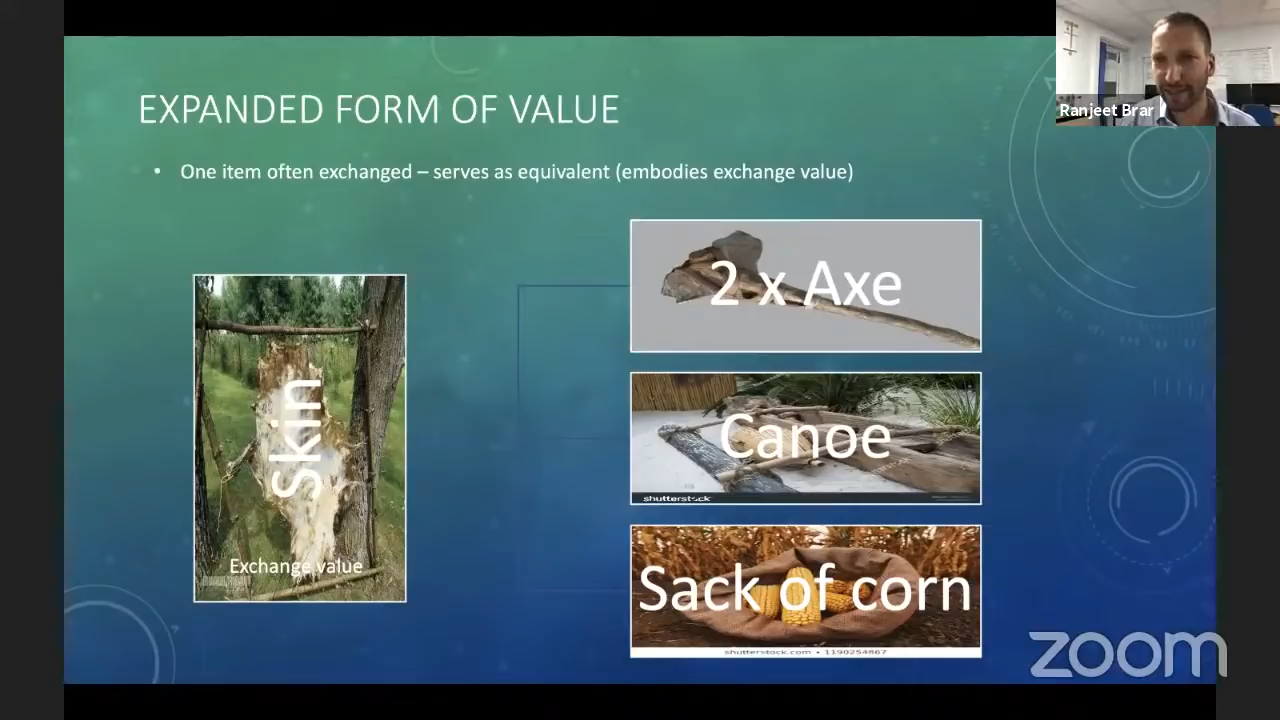 Ranjeet Brar
EXPANDED FORM OF VALUE
• One item often exchanged – serves as equivalent (embodies exchange value)
Skin
Exchange value
2 x Axe
Canoe
shutterstock
Sack of corn
shutterstock.com • 1190254867
zoom